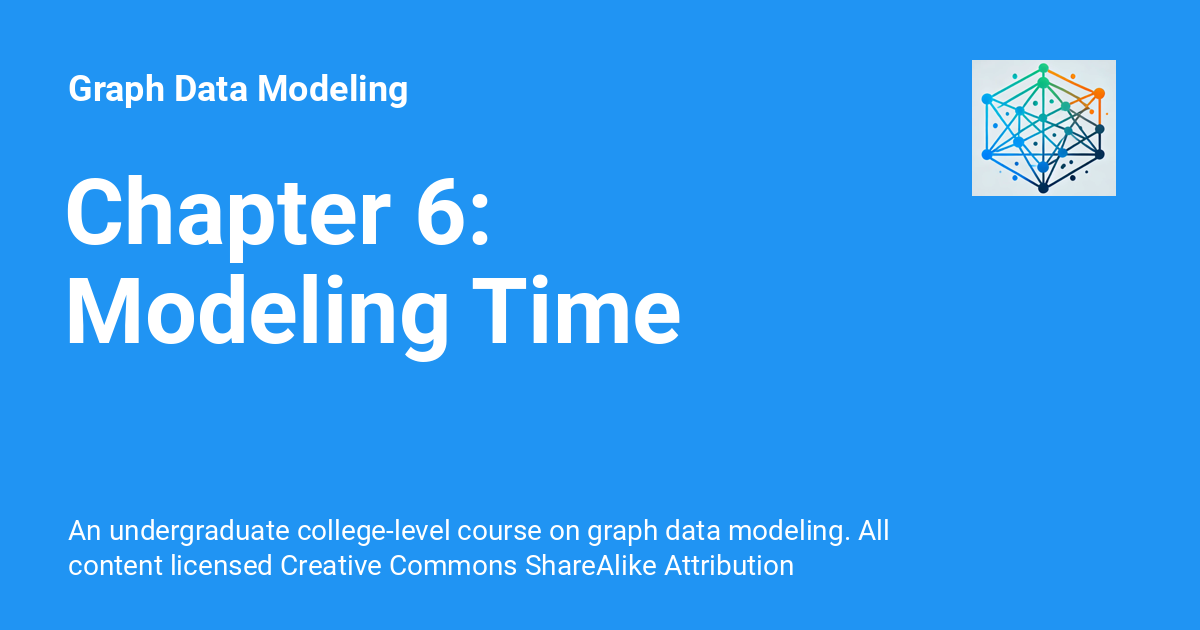 Graph Data Modeling
Chapter 6:
Modeling Time
An undergraduate college-level course on graph data modeling. All
content licensed Creative Commons ShareAlike Attribution